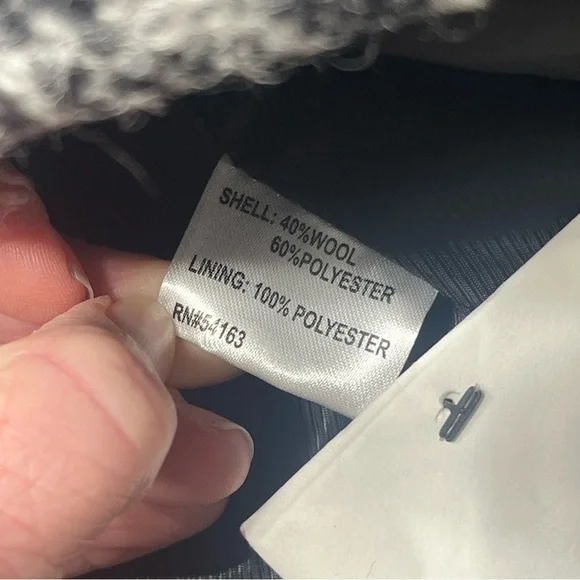 SHELL: 40%WOOL
60%POLYESTER
LINING: 100% POLYESTER
RN#54163